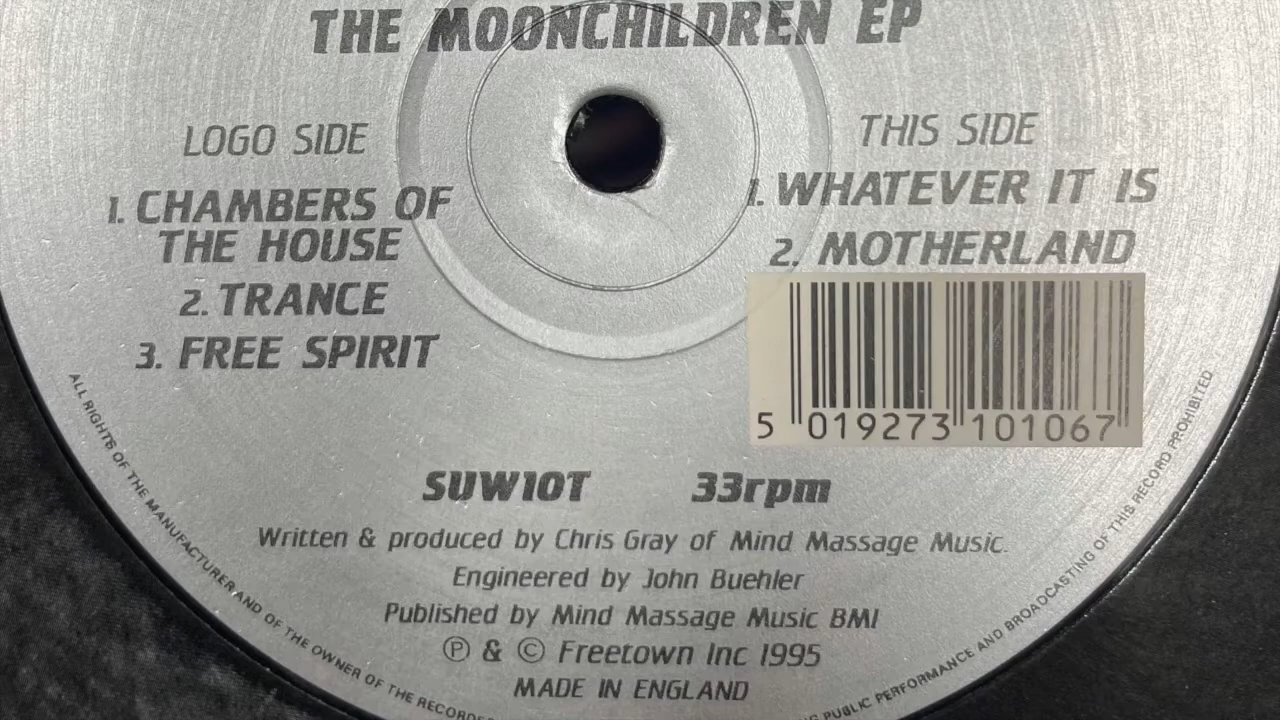 THE MOONCHILDREN EP
LOGO SIDE
1. CHAMBERS OF
THE HOUSE
2. TRANCE
3. FREE SPIRIT
THIS SIDE
1. WHATEVER IT IS
2. MOTHERLAND
5 019273 101067
SUW10T 33rpm
Written & produced by Chris Gray of Mind Massage Music.
Engineered by John Buehler
Published by Mind Massage Music BMI
Ⓟ & © Freetown Inc 1995
MADE IN ENGLAND
ALL RIGHTS OF THE MANUFACTURER AND OF THE OWNER OF THE RECORDE
PUBLIC PERFORMANCE AND BROADCASTING OF THIS RECORD PROHIBITED